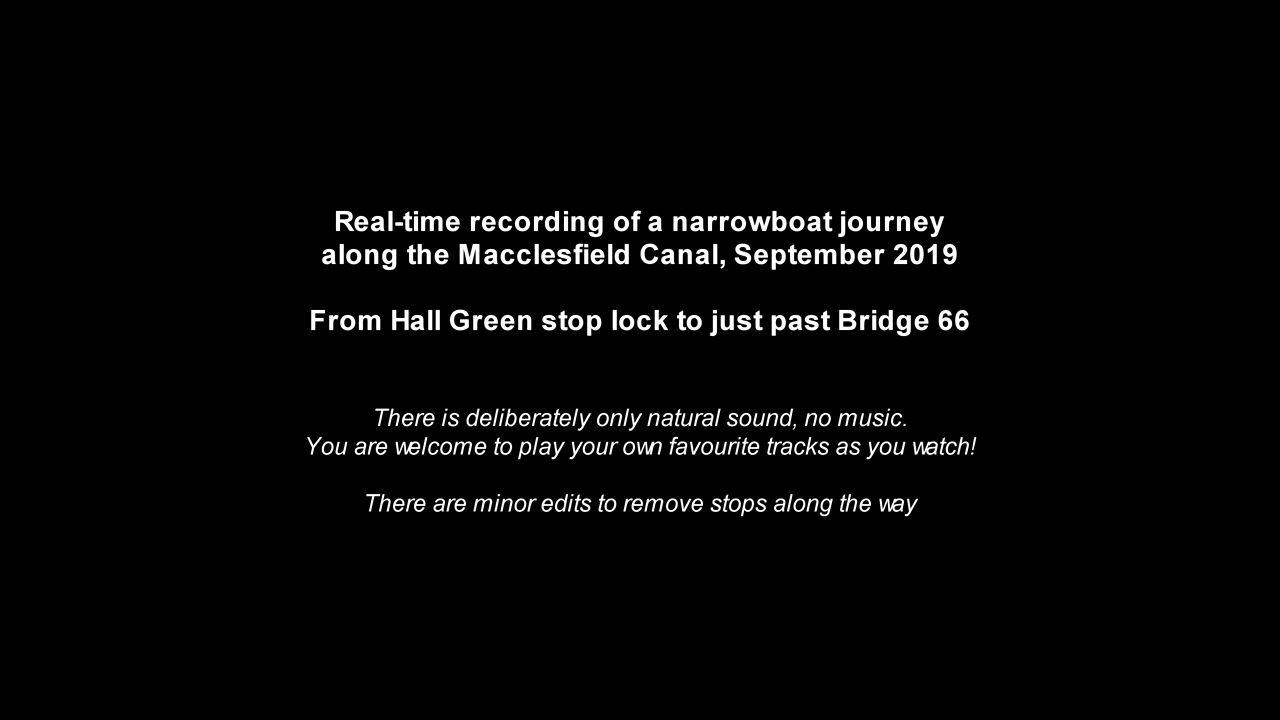 Real-time recording of a narrowboat journey
along the Macclesfield Canal, September 2019
From Hall Green stop lock to just past Bridge 66
There is deliberately only natural sound, no music.
You are welcome to play your own favourite tracks as you watch!
There are minor edits to remove stops along the way